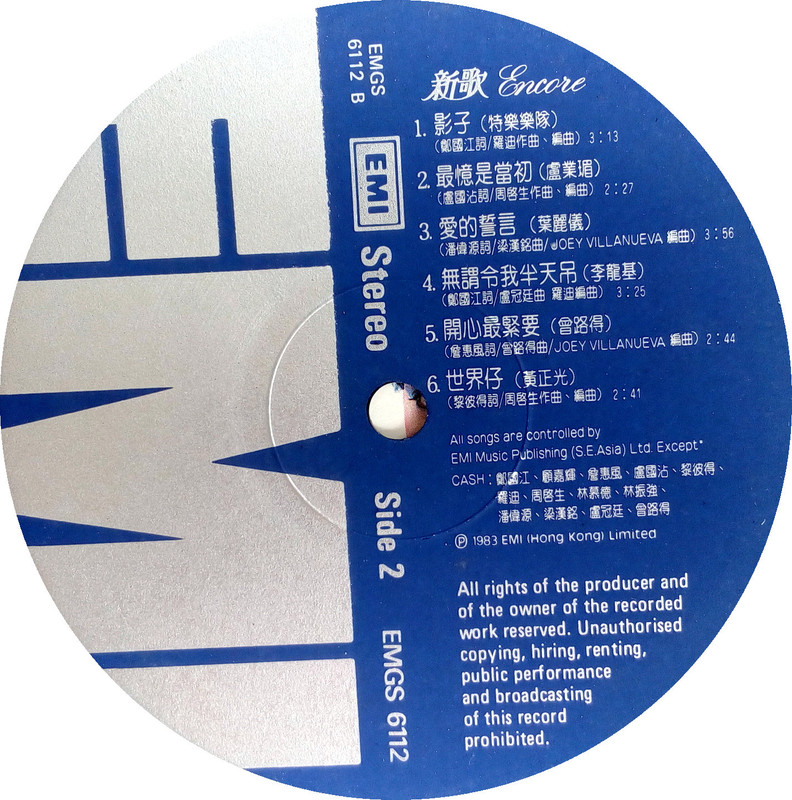 EMGS
6112 B
EMI
Stereo
Side 2
EMGS 6112
新歌 Encore
1. 影子（特樂樂隊）
（鄭國江詞/羅迪作曲、編曲）3:13
2. 最憶是當初（盧業瑂）
（盧國沾詞/周啓生作曲、編曲）2:27
3. 愛的誓言（葉麗儀）
（潘偉源詞/梁漢銘曲/JOEY VILLANUEVA 編曲）3:56
4. 無謂令我半天吊（李龍基）
（鄭國江詞/盧冠廷曲 羅迪編曲）3:25
5. 開心最緊要（曾路得）
（詹惠風詞/曾路得曲/JOEY VILLANUEVA 編曲）2:44
6. 世界仔（黃正光）
（黎彼得詞/周啓生作曲、編曲）2:41
All songs are controlled by
EMI Music Publishing (S.E.Asia) Ltd. Except*
CASH：鄭國江、顧嘉輝、詹惠風、盧國沾、黎彼得、
羅迪、周啓生、林慕德、林振強、
潘偉源、梁漢銘、盧冠廷、曾路得
Ⓟ 1983 EMI (Hong Kong) Limited
All rights of the producer and
of the owner of the recorded
work reserved. Unauthorised
copying, hiring, renting,
public performance
and broadcasting
of this record
prohibited.